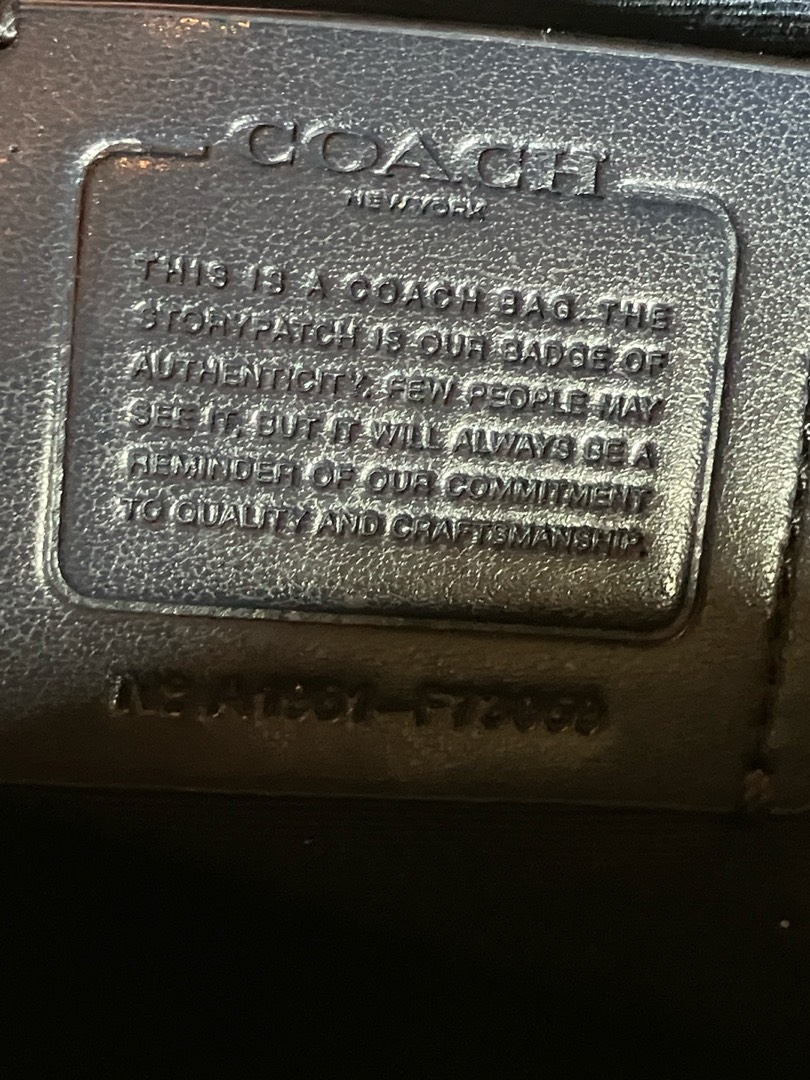 COACH
NEW YORK
THIS IS A COACH BAG. THE
STORYPATCH IS OUR BADGE OF
AUTHENTICITY. FEW PEOPLE MAY
SEE IT, BUT IT WILL ALWAYS BE A
REMINDER OF OUR COMMITMENT
TO QUALITY AND CRAFTSMANSHIP.
Nº